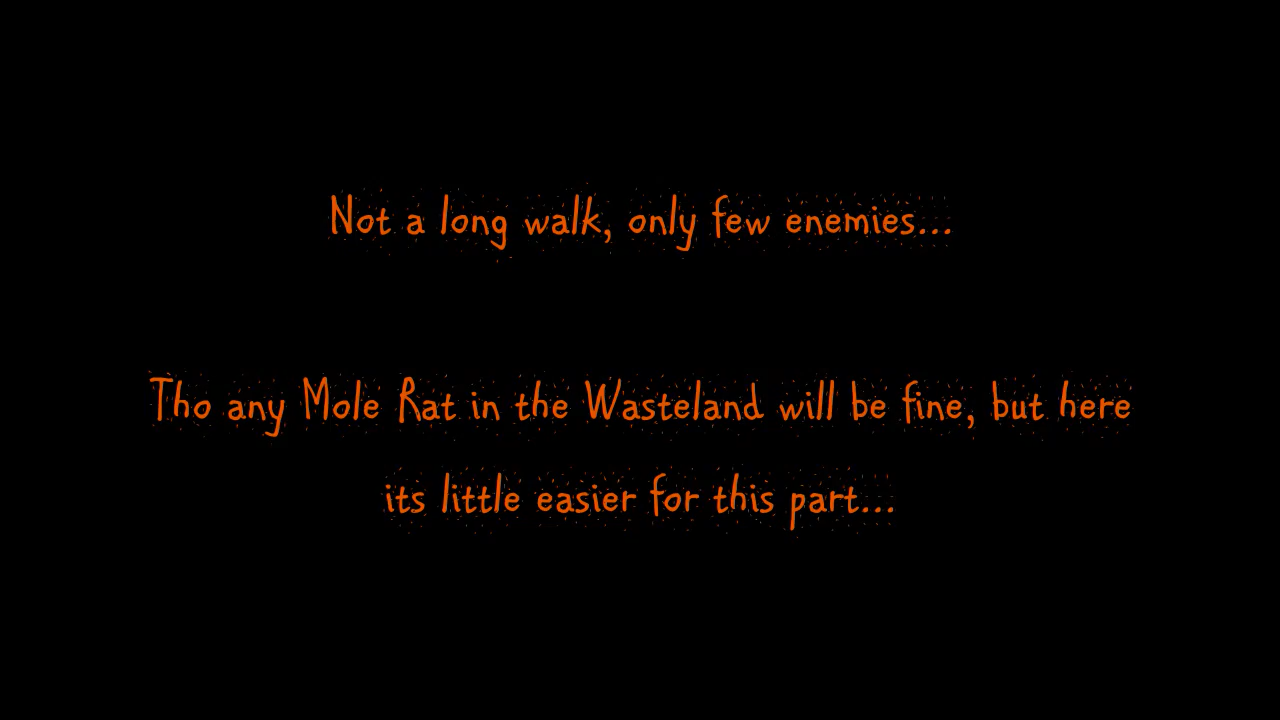 Not a long walk, only few enemies...
Tho any Mole Rat in the Wasteland will be fine, but here
its little easier for this part...